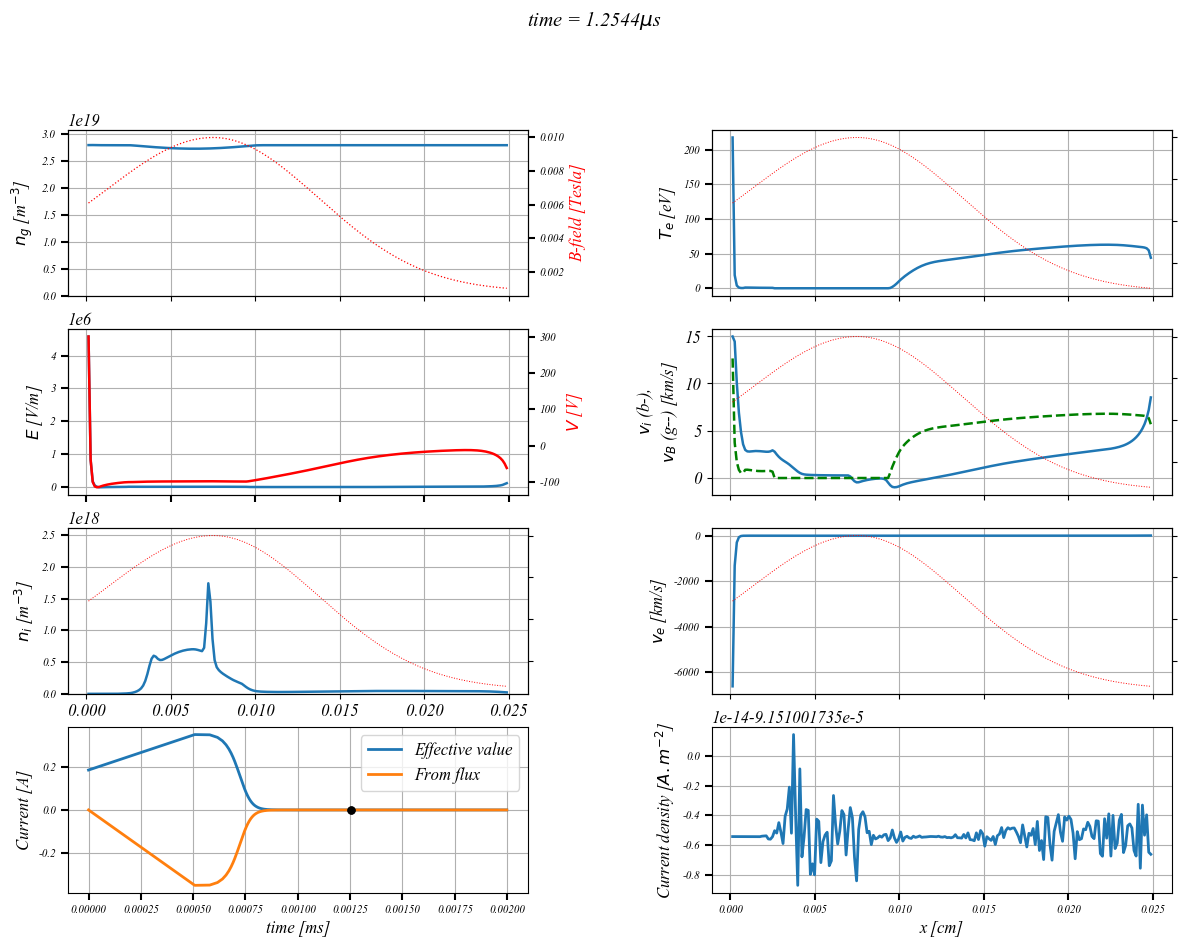 time = 1.2544μs
1e19
3.0
2.5
2.0
1.5
1.0
0.5
0.0
n_g [m⁻³]
0.010
0.008
0.006
0.004
0.002
B-field [Tesla]
200
150
100
50
0
T_e [eV]
1e6
4
3
2
1
0
E [V/m]
300
200
100
0
-100
V [V]
15
10
5
0
v_i (b-),
v_B (g--) [km/s]
1e18
2.5
2.0
1.5
1.0
0.5
0.0
n_i [m⁻³]
0.000 0.005 0.010 0.015 0.020 0.025
0
-2000
-4000
-6000
v_e [km/s]
0.2
0.0
-0.2
Current [A]
Effective value
From flux
0.00000 0.00025 0.00050 0.00075 0.00100 0.00125 0.00150 0.00175 0.00200
time [ms]
1e-14-9.151001735e-5
0.0
-0.2
-0.4
-0.6
-0.8
Current density [A.m⁻²]
0.000 0.005 0.010 0.015 0.020 0.025
x [cm]